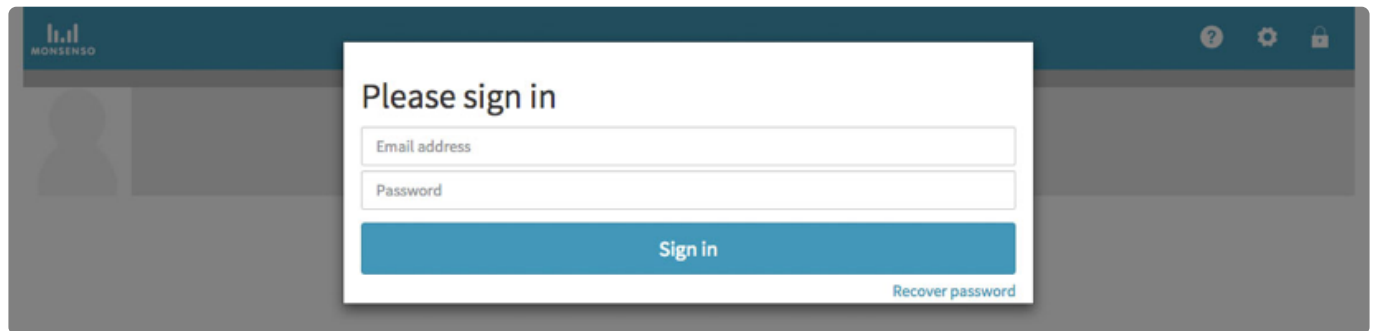 MONSENSO
Please sign in
Email address
Password
Sign in
Recover password